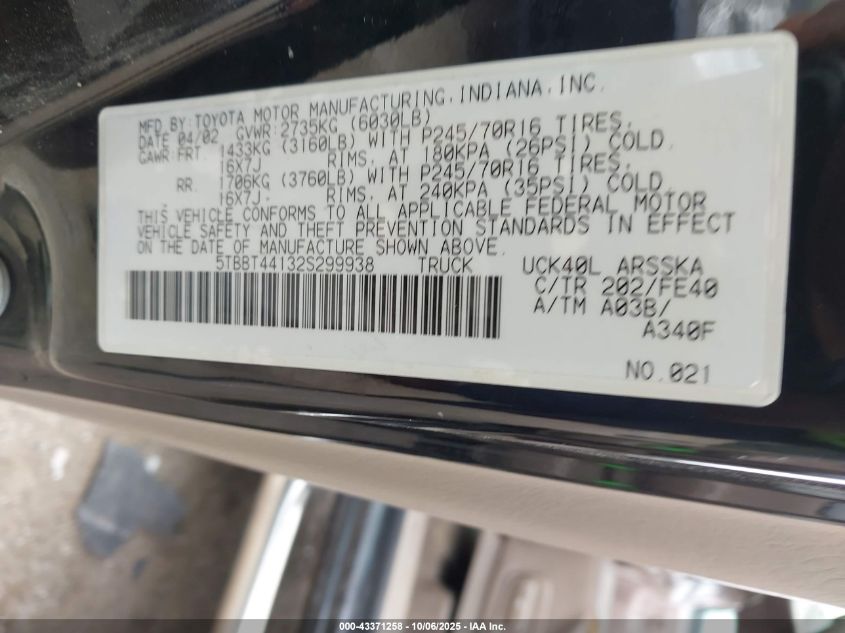 MFD.BY:TOYOTA MOTOR MANUFACTURING,INDIANA,INC.
DATE 04/02 GVWR:2735KG (6030LB)
GAWR:FRT. 1433KG (3160LB) WITH P245/70R16 TIRES,
16X7J RIMS, AT 180KPA (26PSI) COLD.
RR. 1706KG (3760LB) WITH P245/70R16 TIRES,
16X7J RIMS, AT 240KPA (35PSI) COLD.
THIS VEHICLE CONFORMS TO ALL APPLICABLE FEDERAL MOTOR
VEHICLE SAFETY AND THEFT PREVENTION STANDARDS IN EFFECT
ON THE DATE OF MANUFACTURE SHOWN ABOVE.
5TBBT44132S299938 TRUCK UCK40L ARSSKA
C/TR 202/FE40
A/TM A03B/
A340F
NO.021
000-43371258 - 10/06/2025 - IAA Inc.